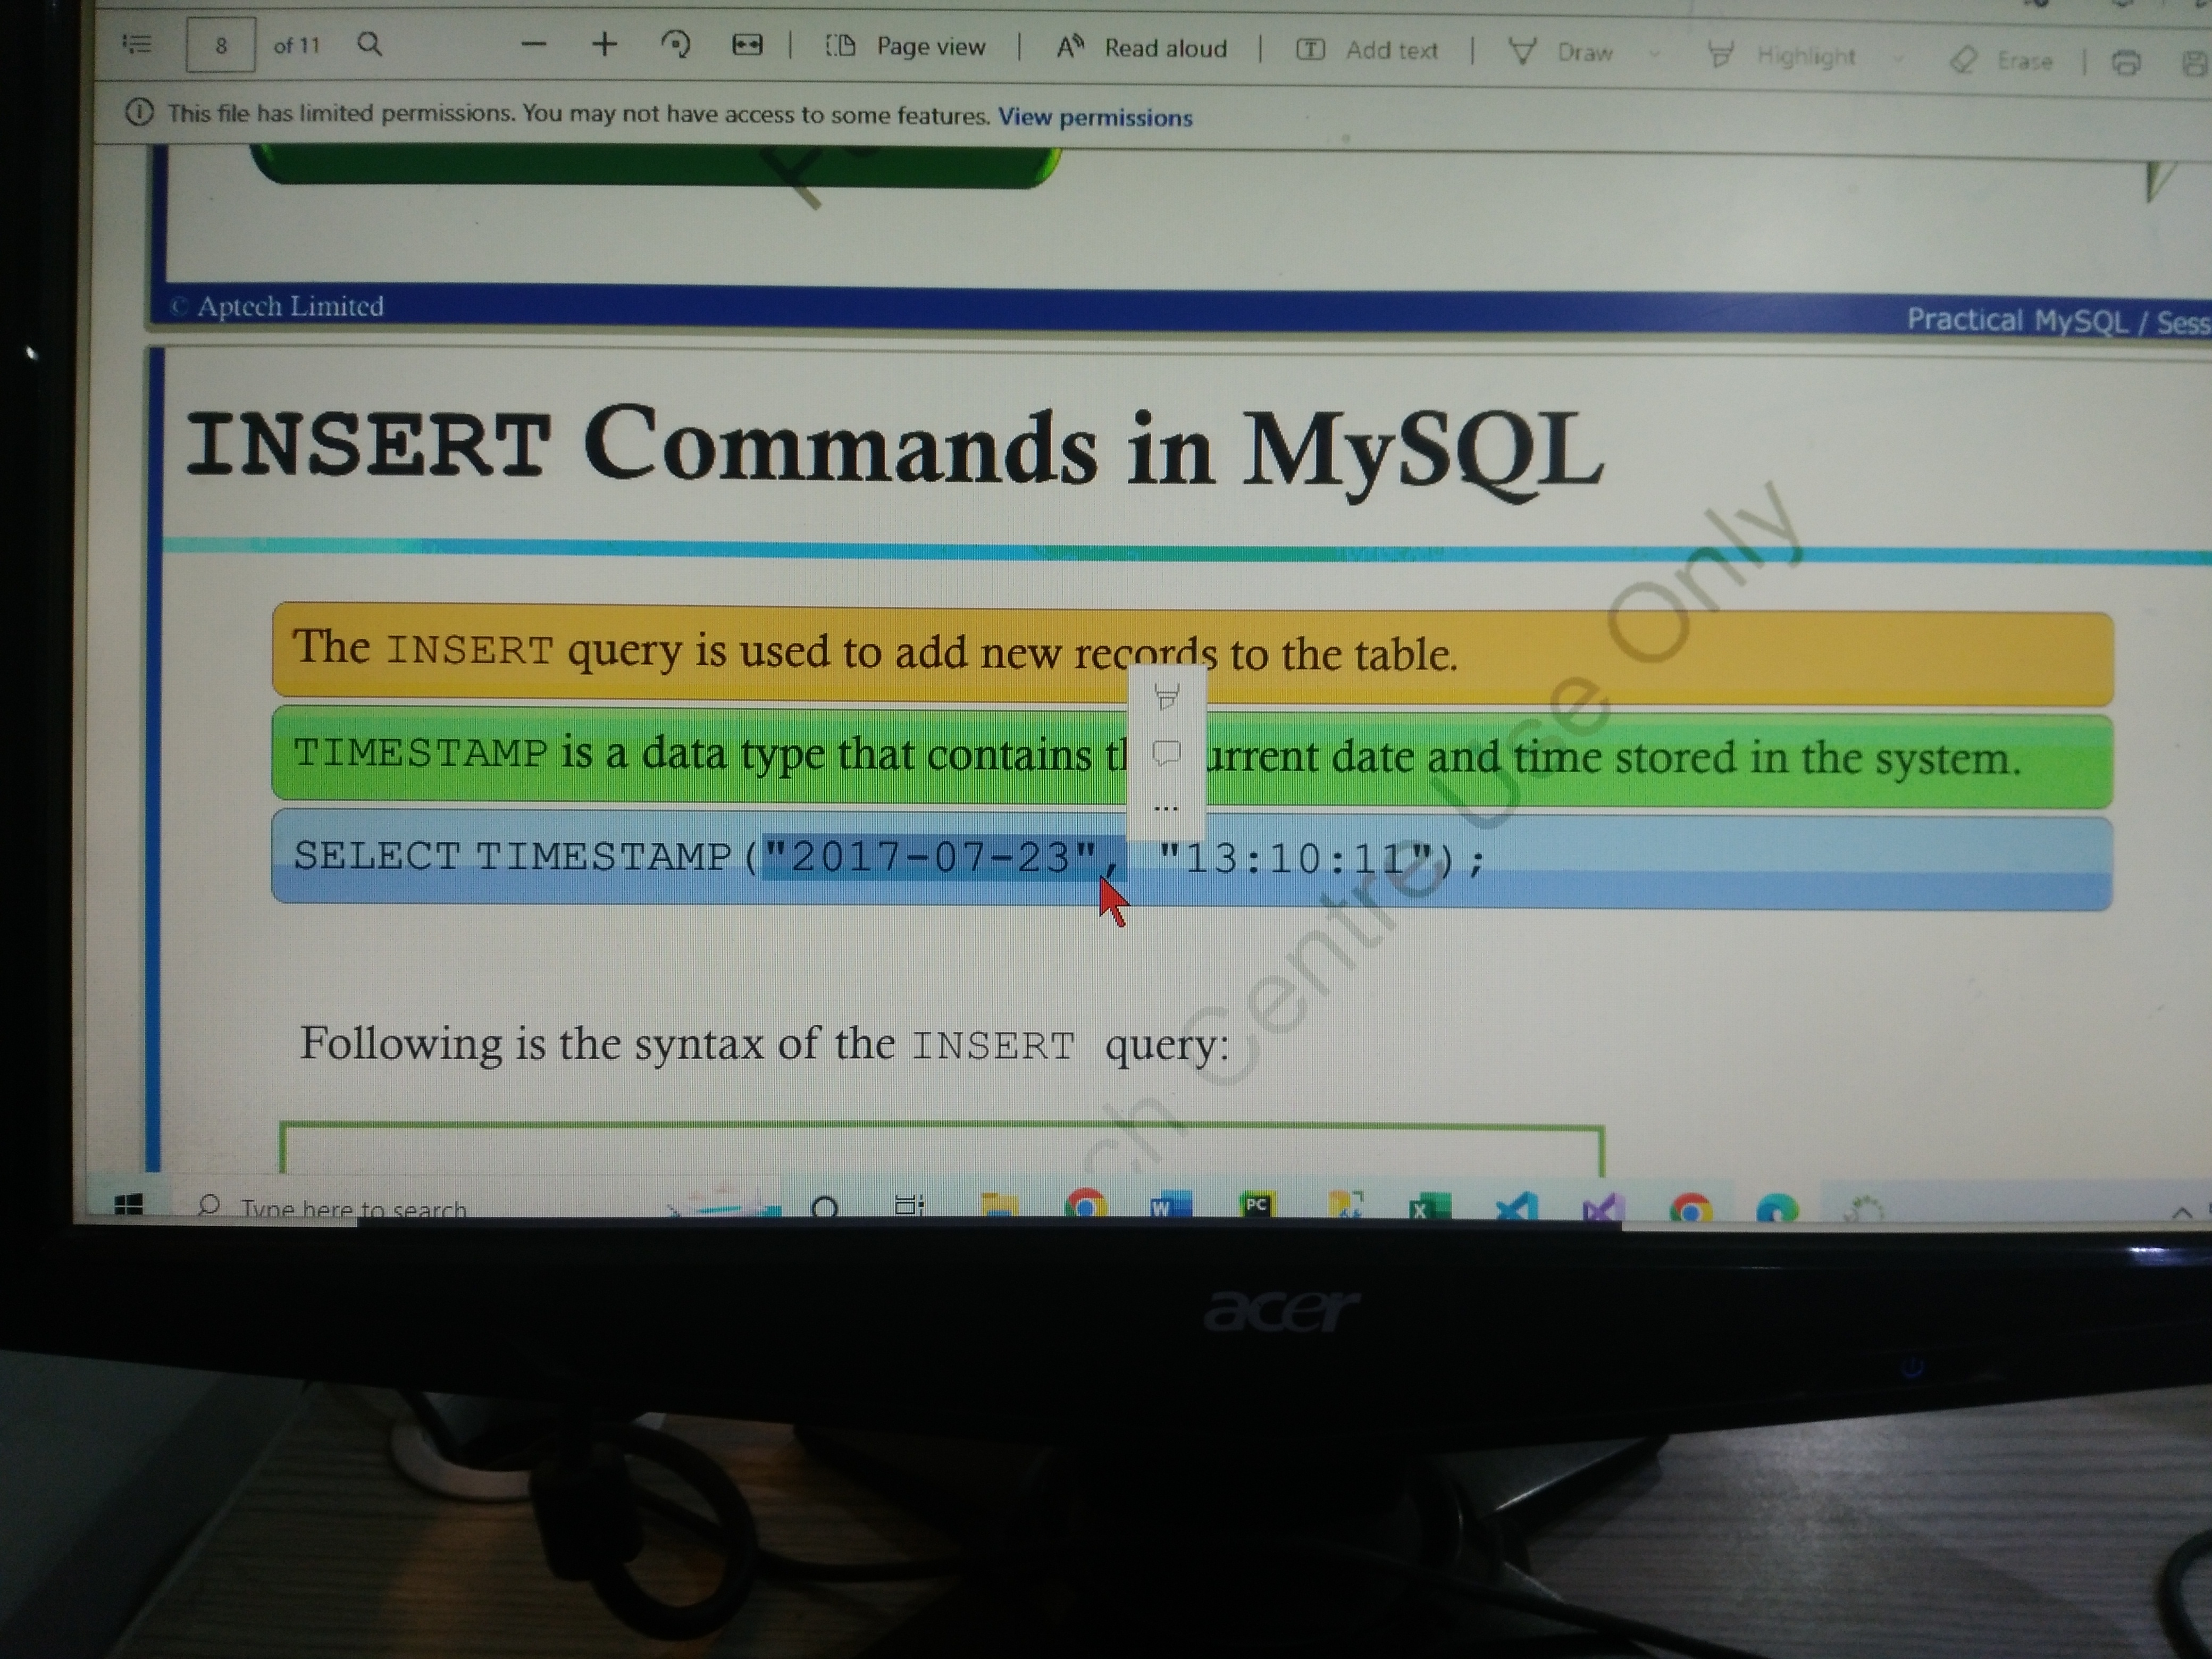 8 of 11 Page view Read aloud Add text Draw Highlight Erase
This file has limited permissions. You may not have access to some features. View permissions
© Aptech Limited
Practical MySQL / Sess
INSERT Commands in MySQL
The INSERT query is used to add new records to the table.
TIMESTAMP is a data type that contains th urrent date and time stored in the system.
SELECT TIMESTAMP("2017-07-23", "13:10:11");
Following is the syntax of the INSERT query:
ch Centre Use Only
Type here to search
W PC X
acer